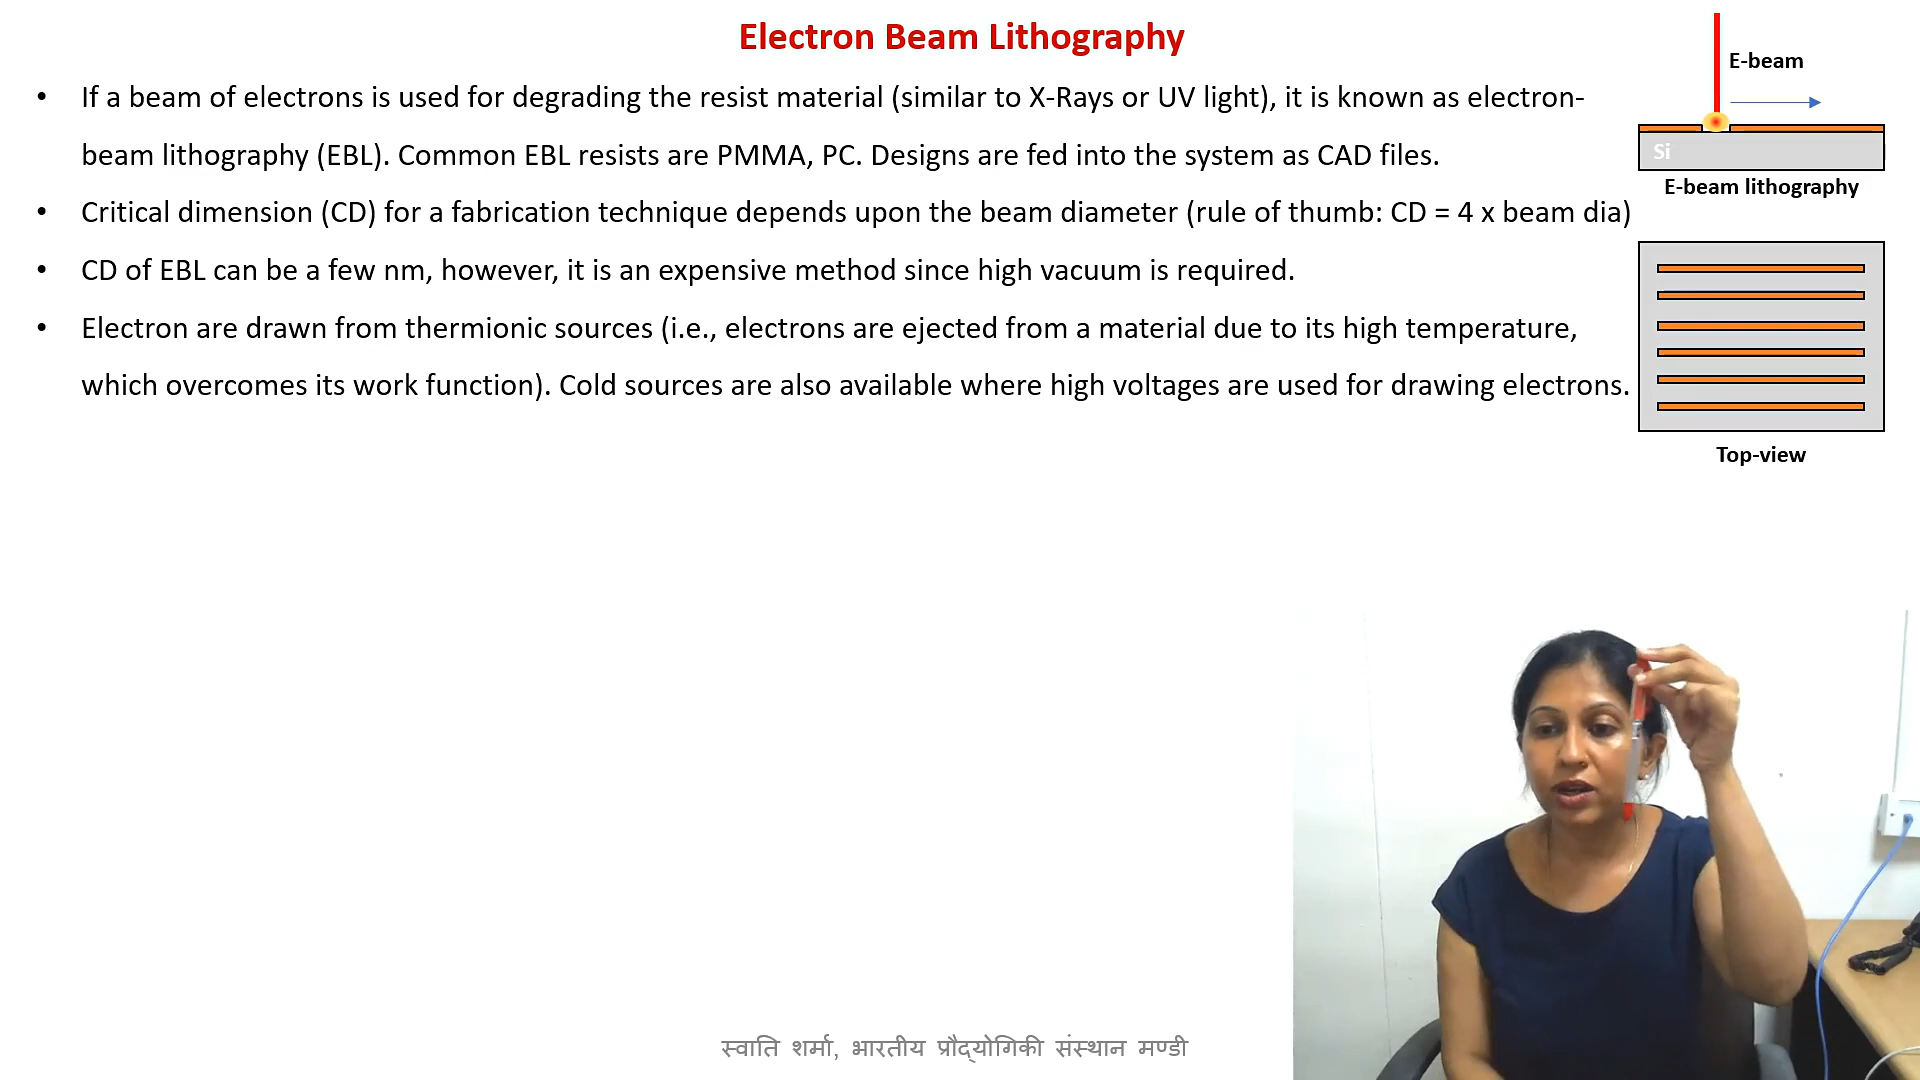 Electron Beam Lithography
• If a beam of electrons is used for degrading the resist material (similar to X-Rays or UV light), it is known as electron-
beam lithography (EBL). Common EBL resists are PMMA, PC. Designs are fed into the system as CAD files.
• Critical dimension (CD) for a fabrication technique depends upon the beam diameter (rule of thumb: CD = 4 x beam dia)
• CD of EBL can be a few nm, however, it is an expensive method since high vacuum is required.
• Electron are drawn from thermionic sources (i.e., electrons are ejected from a material due to its high temperature,
which overcomes its work function). Cold sources are also available where high voltages are used for drawing electrons.
E-beam
Si
E-beam lithography
Top-view
स्वाति शर्मा, भारतीय प्रौद्योगिकी संस्थान मण्डी